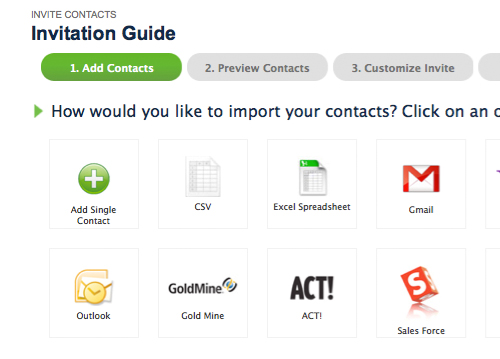 INVITE CONTACTS
Invitation Guide
1. Add Contacts
2. Preview Contacts
3. Customize Invite
How would you like to import your contacts? Click on an
Add Single
Contact
CSV
Excel Spreadsheet
Gmail
GoldMine
ACT!
Outlook
Gold Mine
ACT!
Sales Force